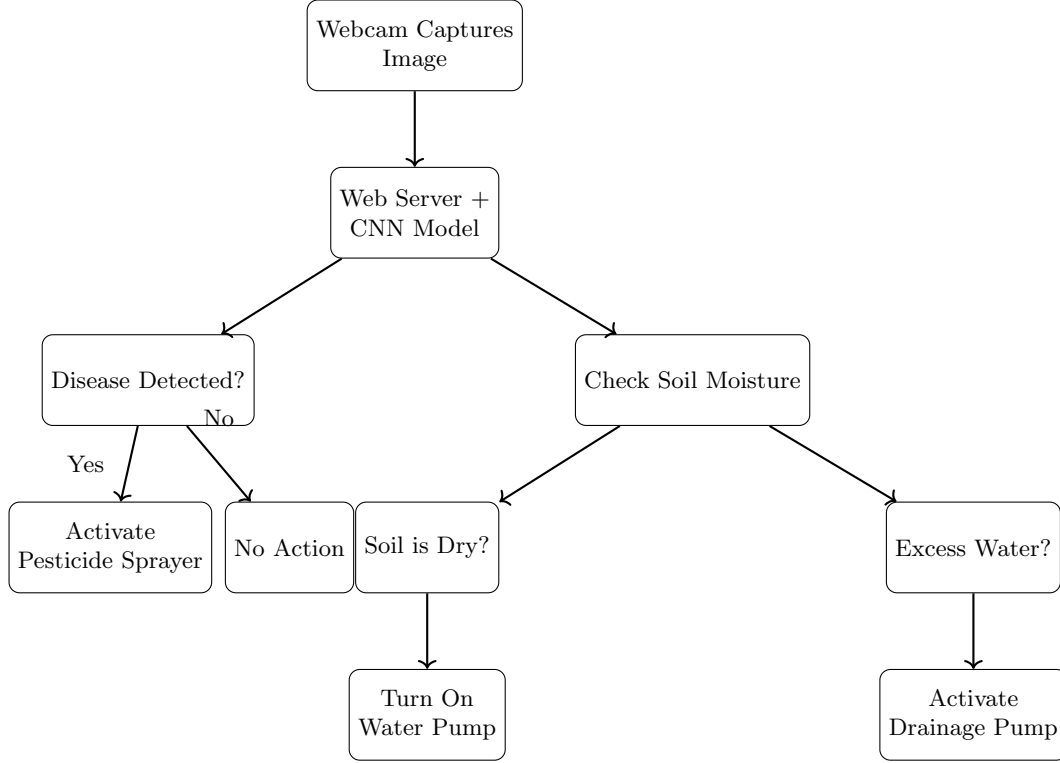 Webcam Captures
Image
Web Server +
CNN Model
Disease Detected?
Check Soil Moisture
No
Yes
Activate
Pesticide Sprayer
No Action
Soil is Dry?
Excess Water?
Turn On
Water Pump
Activate
Drainage Pump